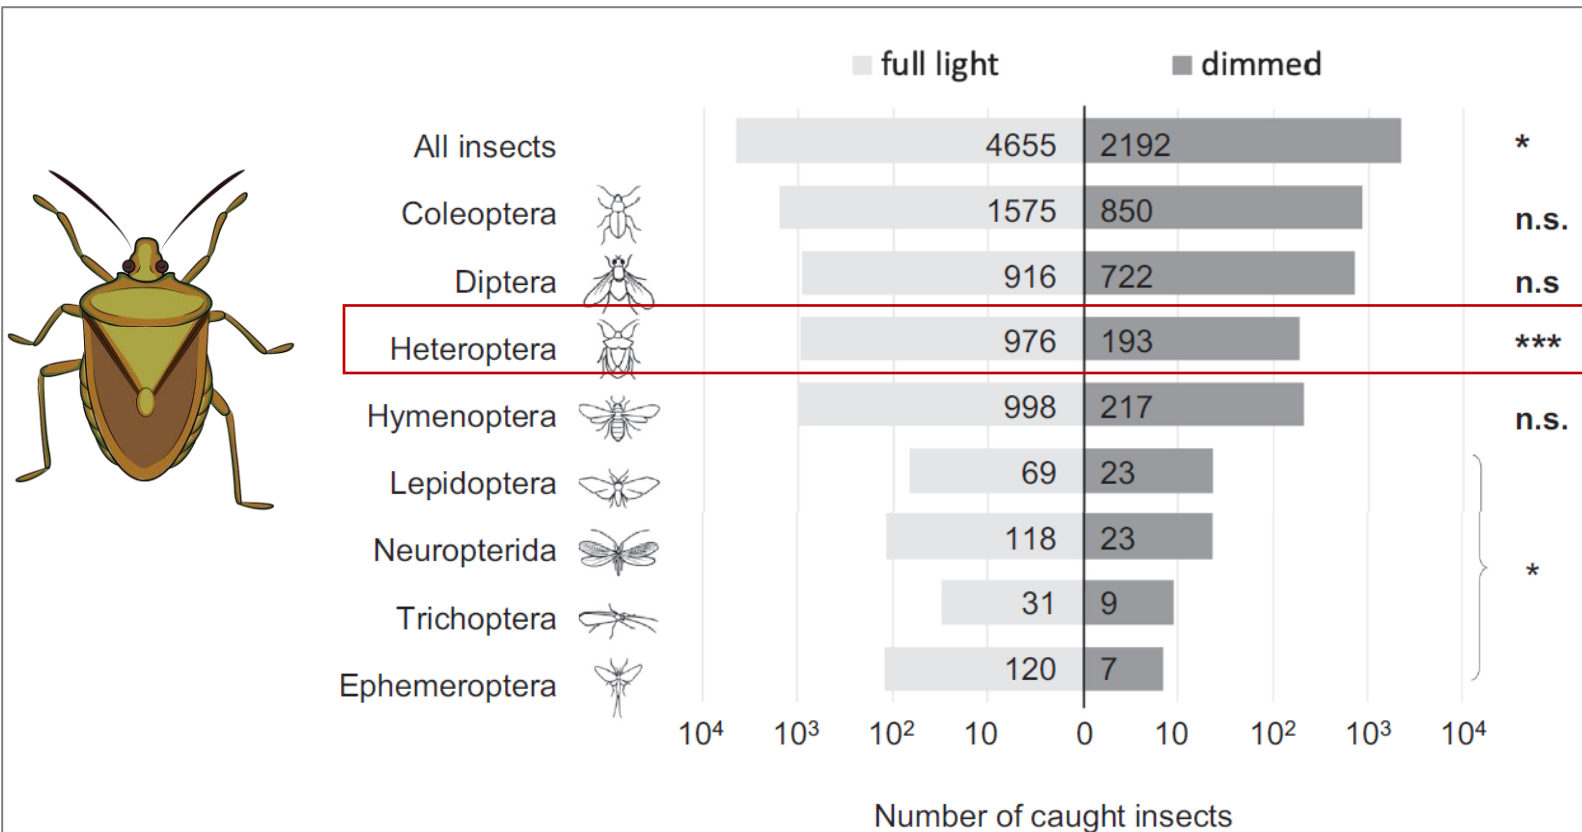 full light dimmed
All insects 4655 2192 *
Coleoptera 1575 850 n.s.
Diptera 916 722 n.s
Heteroptera 976 193 ***
Hymenoptera 998 217 n.s.
Lepidoptera 69 23
Neuropterida 118 23
*
Trichoptera 31 9
Ephemeroptera 120 7
10⁴ 10³ 10² 10 0 10 10² 10³ 10⁴
Number of caught insects